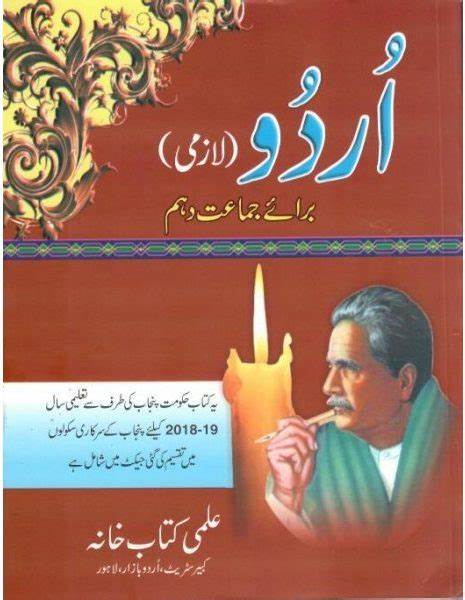 اُردُو (لازمی)
برائے جماعت دہم
یہ کتاب حکومت پنجاب کی طرف سے تعلیمی سال
2018-19 کیلئے پنجاب کے سرکاری سکولوں
میں تقسیم کی گئی جیکٹ میں شامل ہے
علمی کتاب خانہ
کبیر سٹریٹ، اُردو بازار، لاہور